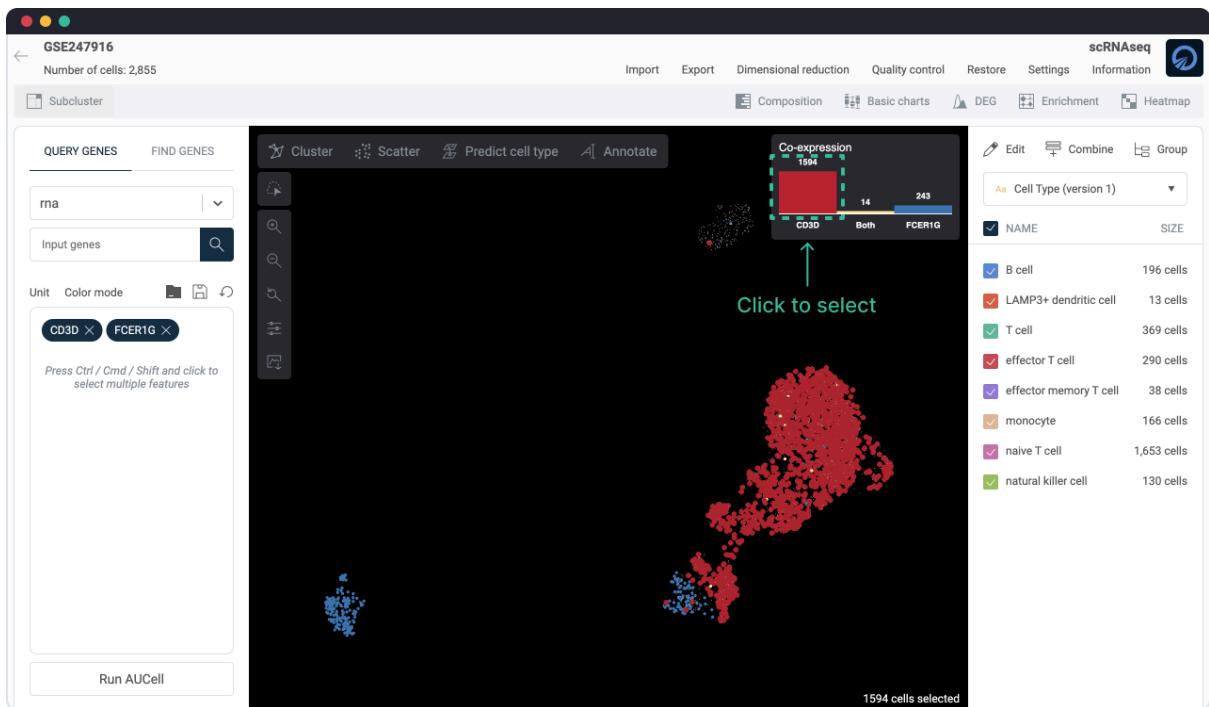 GSE247916
Number of cells: 2,855
scRNAseq
Import Export Dimensional reduction Quality control Restore Settings Information
Subcluster
Composition Basic charts DEG Enrichment Heatmap
QUERY GENES FIND GENES
rna
Input genes
Unit Color mode
CD3D FCER1G
Press Ctrl / Cmd / Shift and click to
select multiple features
Run AUCell
Cluster Scatter Predict cell type Annotate
Co-expression
1594
14
243
CD3D Both FCER1G
Click to select
1594 cells selected
Edit Combine Group
Aa Cell Type (version 1)
NAME SIZE
B cell 196 cells
LAMP3+ dendritic cell 13 cells
T cell 369 cells
effector T cell 290 cells
effector memory T cell 38 cells
monocyte 166 cells
naive T cell 1,653 cells
natural killer cell 130 cells